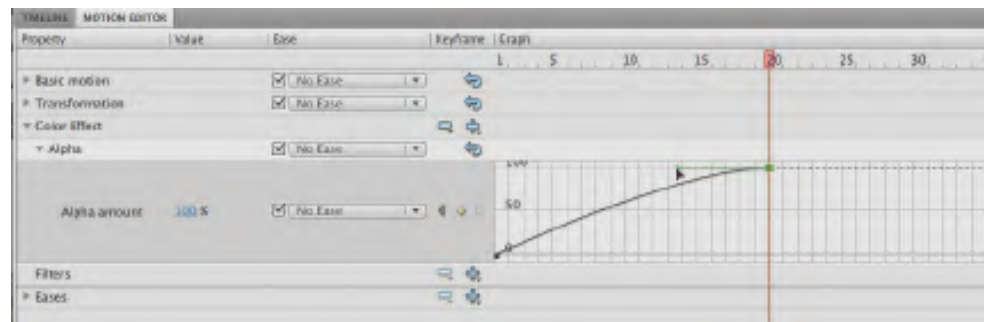 TIMELINE MOTION EDITOR
Property Value Ease Keyframe Graph
1 5 10 15 20 25 30
Basic motion No Ease
Transformation No Ease
Color Effect
Alpha No Ease
100
Alpha amount 100 % No Ease 50
0
Filters
Eases